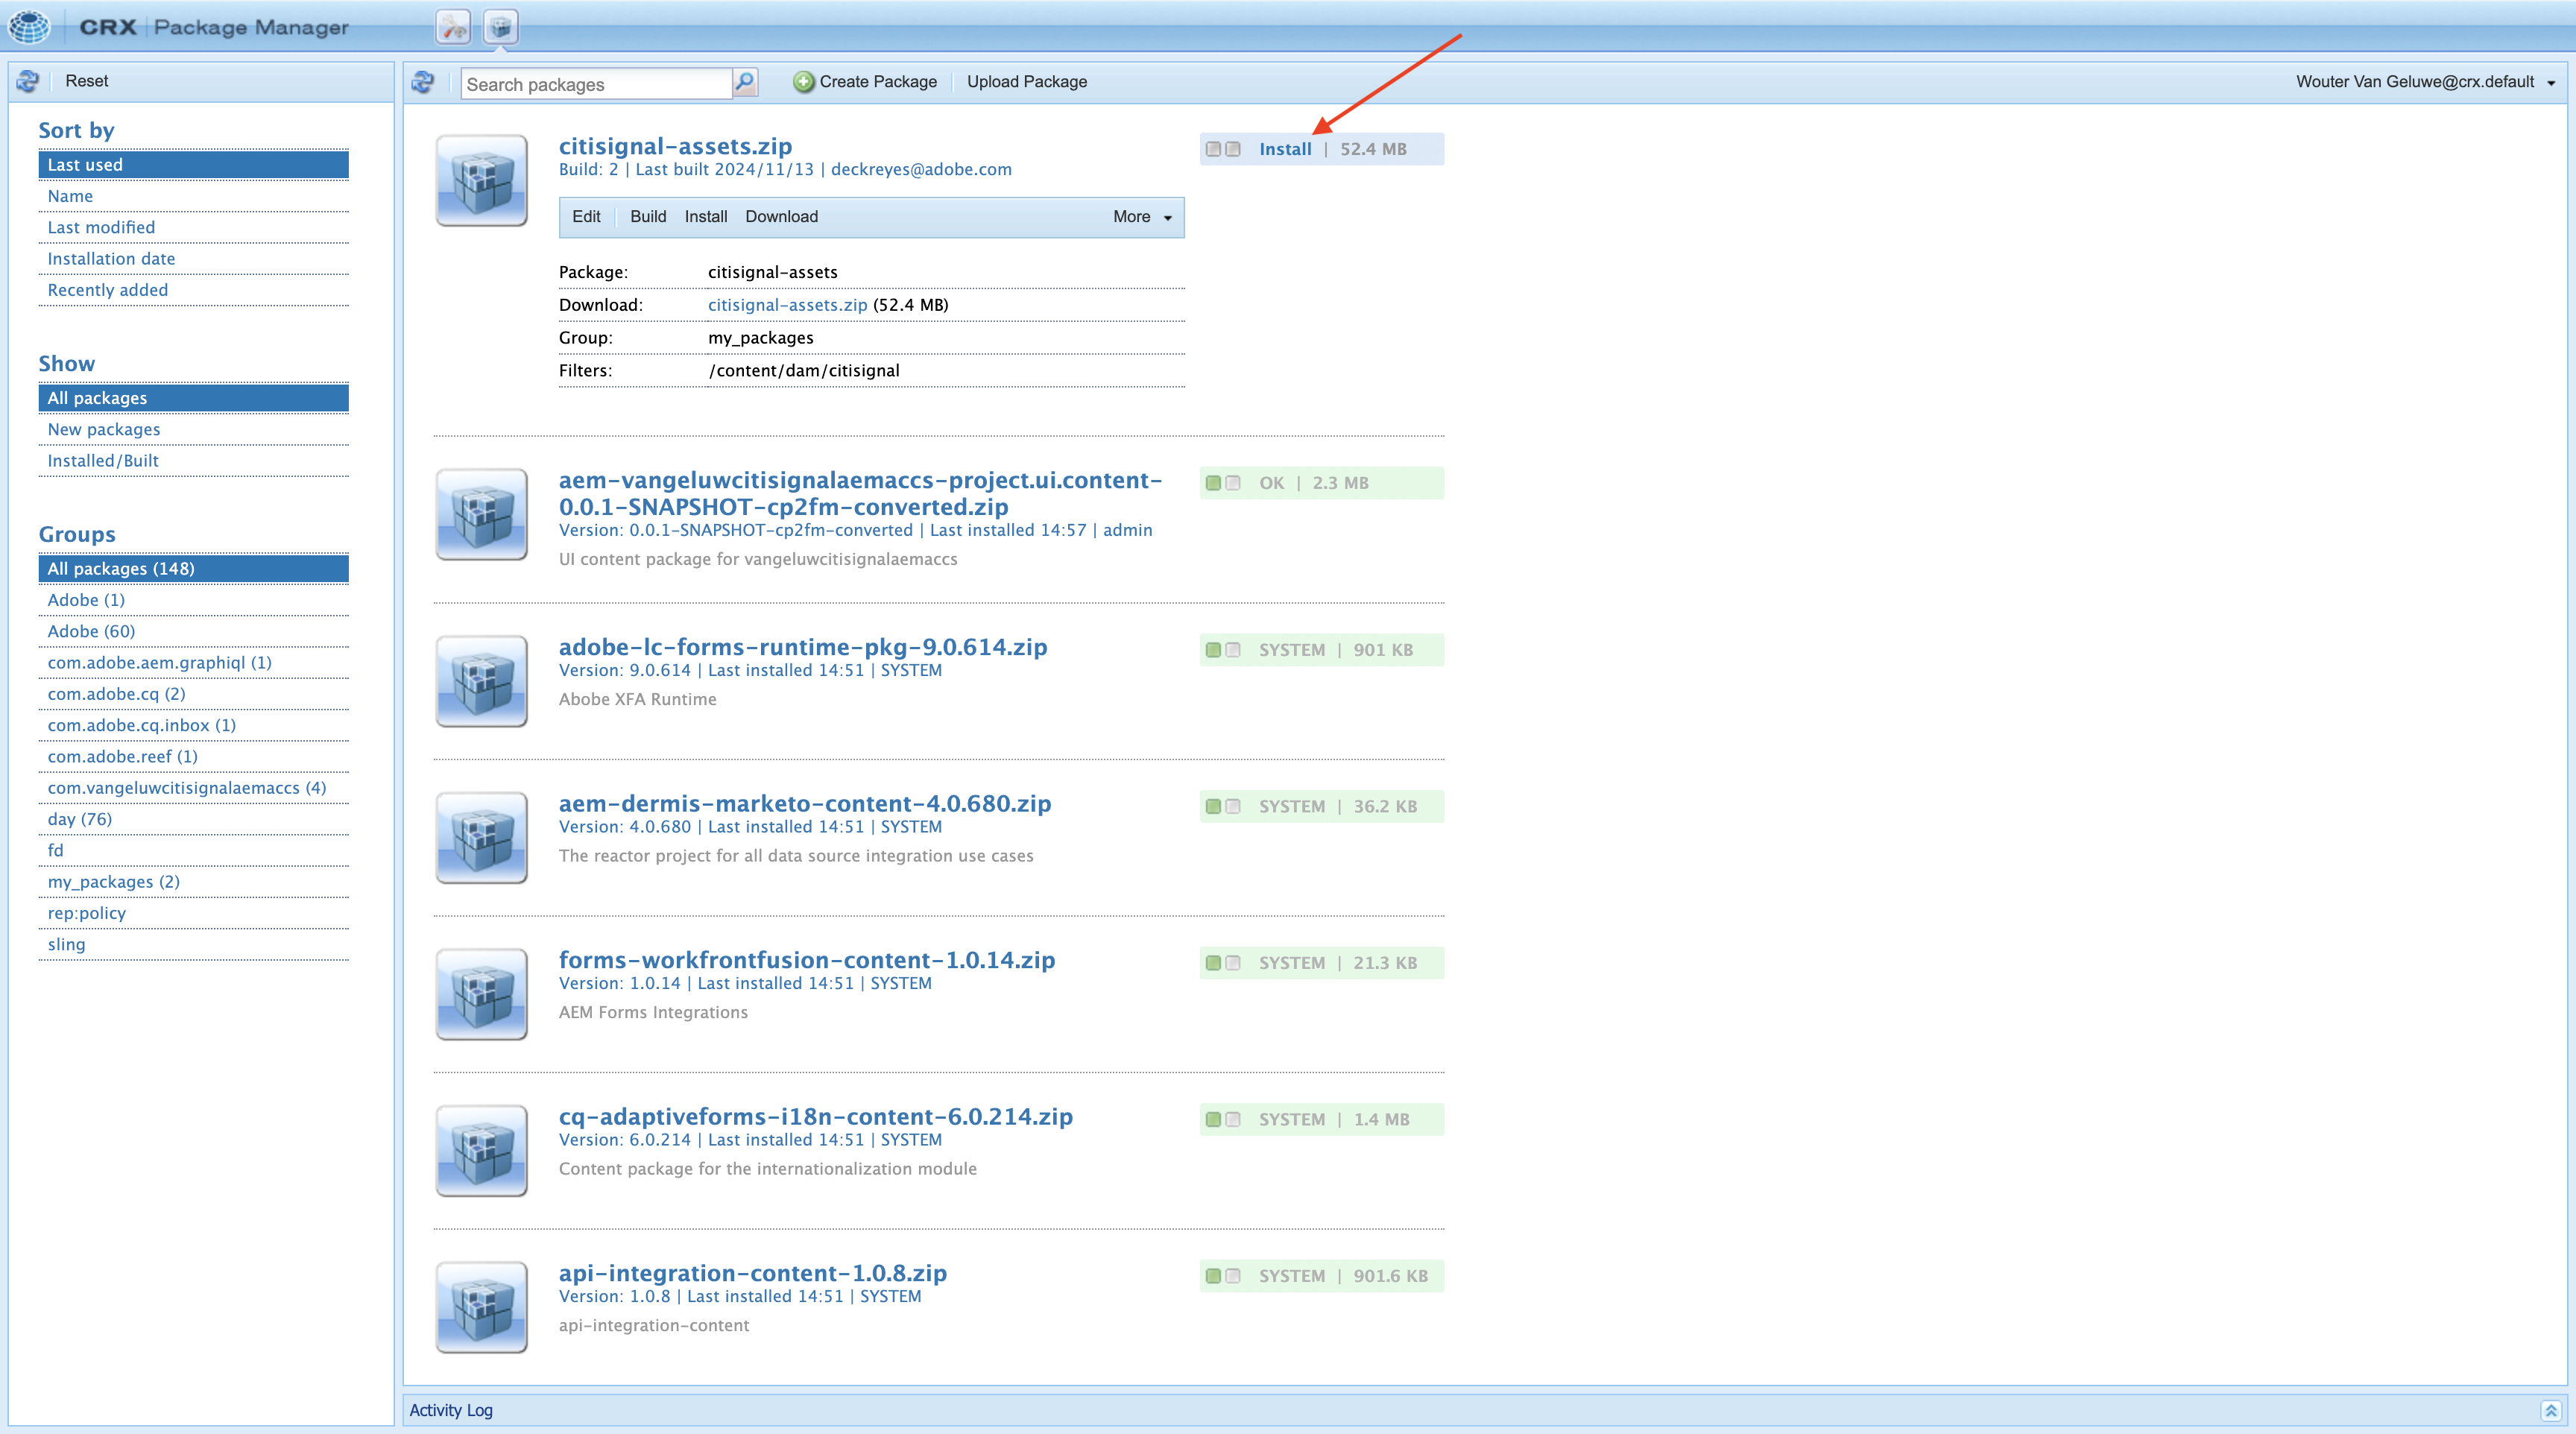 CRX | Package Manager
Reset
Sort by
Last used
Name
Last modified
Installation date
Recently added
Show
All packages
New packages
Installed/Built
Groups
All packages (148)
Adobe (1)
Adobe (60)
com.adobe.aem.graphiql (1)
com.adobe.cq (2)
com.adobe.cq.inbox (1)
com.adobe.reef (1)
com.vangeluwcitisignalaemaccs (4)
day (76)
fd
my_packages (2)
rep:policy
sling
Search packages Create Package Upload Package Wouter Van Geluwe@crx.default
citisignal-assets.zip Install | 52.4 MB
Build: 2 | Last built 2024/11/13 | deckreyes@adobe.com
Edit Build Install Download More
Package: citisignal-assets
Download: citisignal-assets.zip (52.4 MB)
Group: my_packages
Filters: /content/dam/citisignal
aem-vangeluwcitisignalaemaccs-project.ui.content- OK | 2.3 MB
0.0.1-SNAPSHOT-cp2fm-converted.zip
Version: 0.0.1-SNAPSHOT-cp2fm-converted | Last installed 14:57 | admin
UI content package for vangeluwcitisignalaemaccs
adobe-lc-forms-runtime-pkg-9.0.614.zip SYSTEM | 901 KB
Version: 9.0.614 | Last installed 14:51 | SYSTEM
Abobe XFA Runtime
aem-dermis-marketo-content-4.0.680.zip SYSTEM | 36.2 KB
Version: 4.0.680 | Last installed 14:51 | SYSTEM
The reactor project for all data source integration use cases
forms-workfrontfusion-content-1.0.14.zip SYSTEM | 21.3 KB
Version: 1.0.14 | Last installed 14:51 | SYSTEM
AEM Forms Integrations
cq-adaptiveforms-i18n-content-6.0.214.zip SYSTEM | 1.4 MB
Version: 6.0.214 | Last installed 14:51 | SYSTEM
Content package for the internationalization module
api-integration-content-1.0.8.zip SYSTEM | 901.6 KB
Version: 1.0.8 | Last installed 14:51 | SYSTEM
api-integration-content
Activity Log